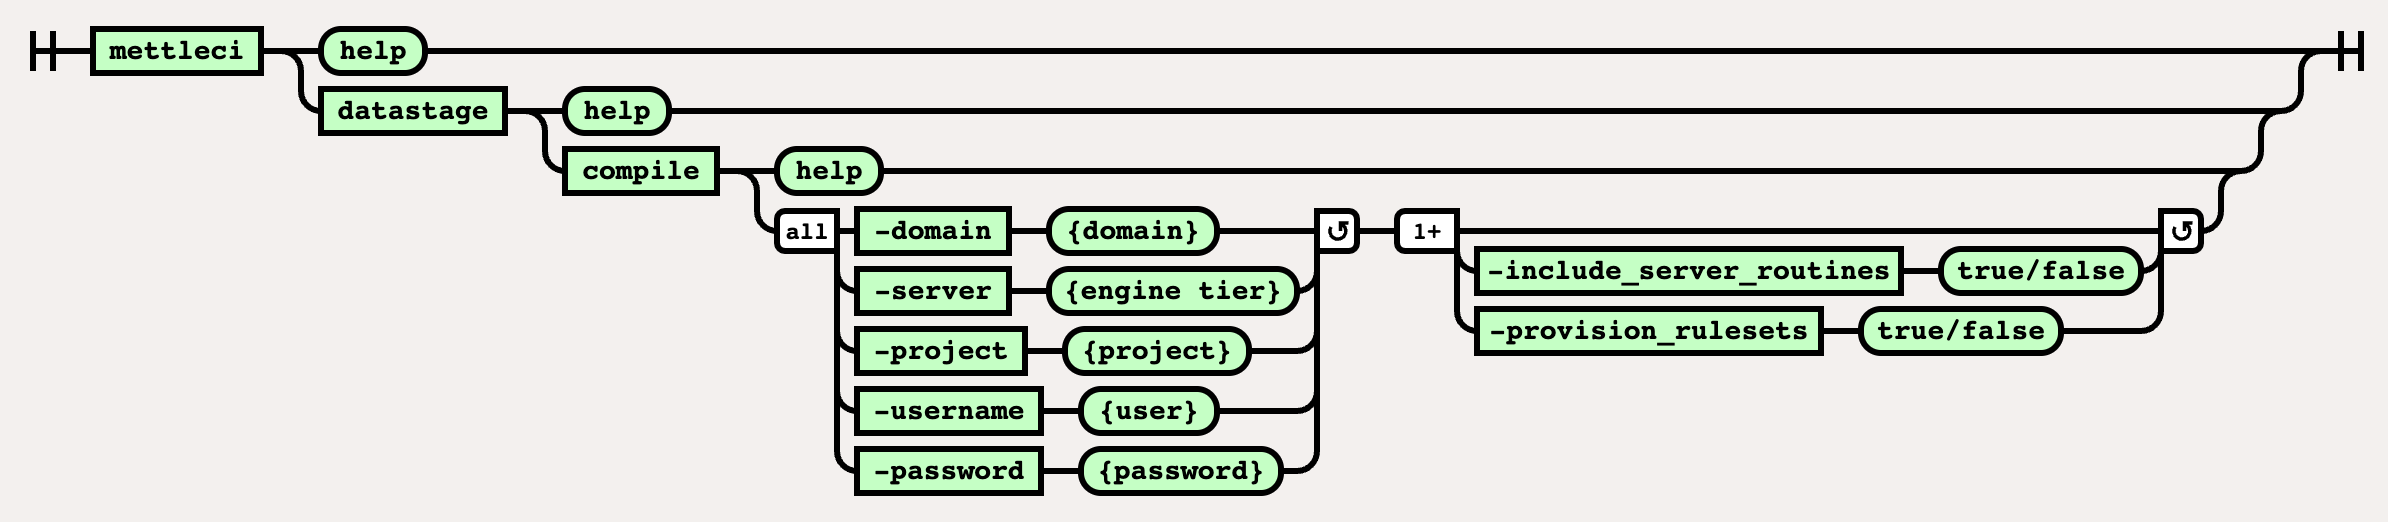 mettleci help
datastage help
compile help
all -domain {domain} ↺ 1+ ↺
-include_server_routines true/false
-server {engine tier}
-provision_rulesets true/false
-project {project}
-username {user}
-password {password}